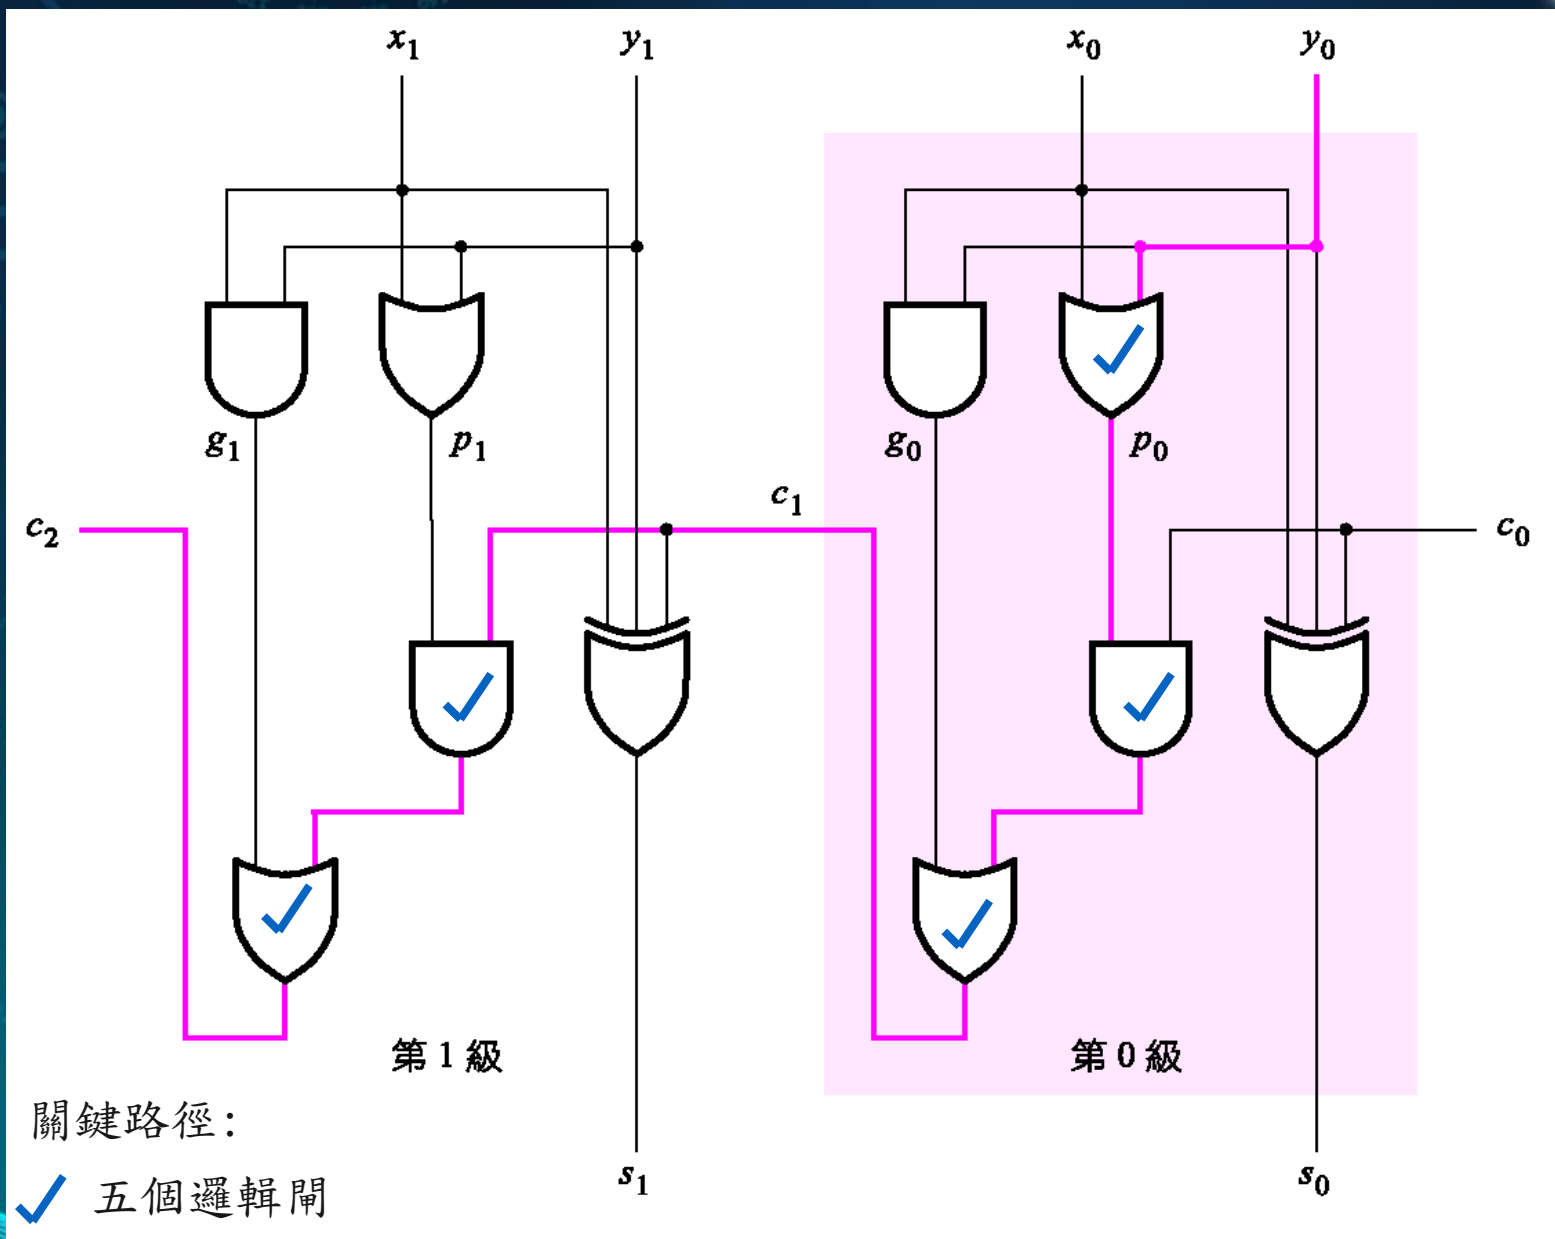 x₁ y₁ x₀ y₀
g₁ p₁ g₀ p₀
c₂ c₁ c₀
第 1 級 第 0 級
關鍵路徑:
s₁ s₀
五個邏輯閘